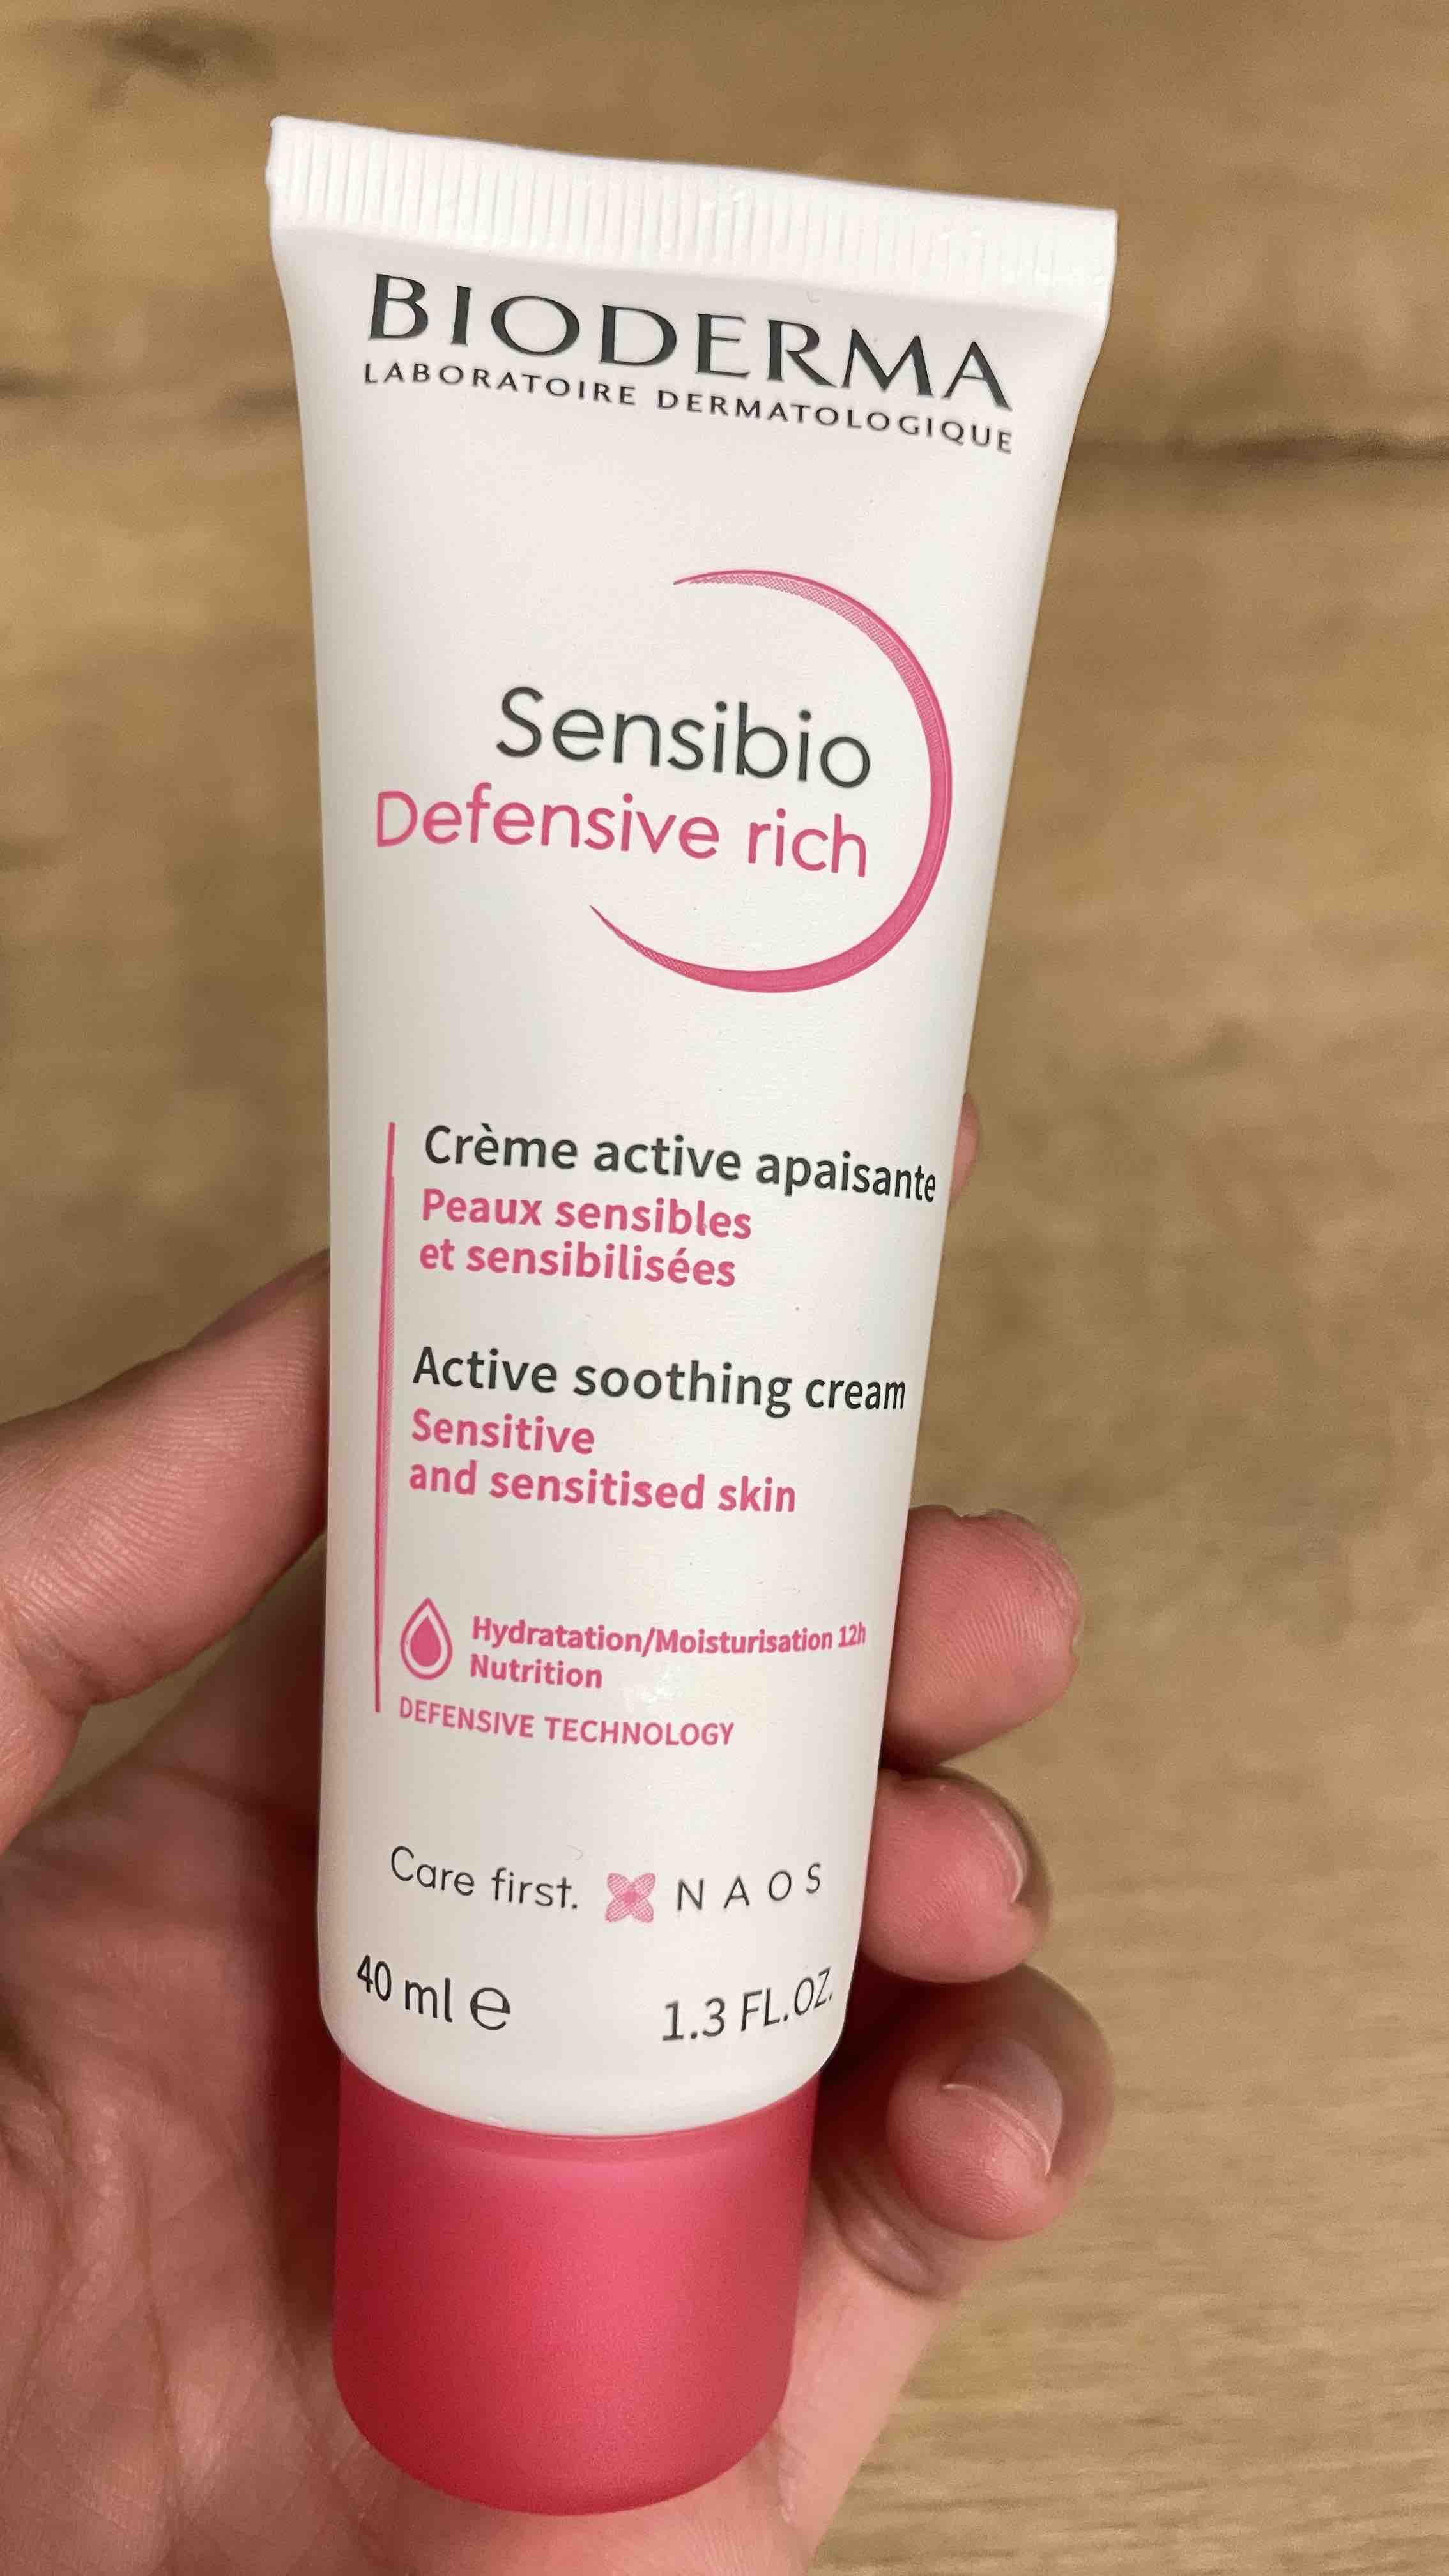 BIODERMA
LABORATOIRE DERMATOLOGIQUE
Sensibio
Defensive rich
Crème active apaisante
Peaux sensibles
et sensibilisées
Active soothing cream
Sensitive
and sensitised skin
Hydratation/Moisturisation 12h
Nutrition
DEFENSIVE TECHNOLOGY
Care first. NAOS
40 ml e 1.3 FL.OZ.